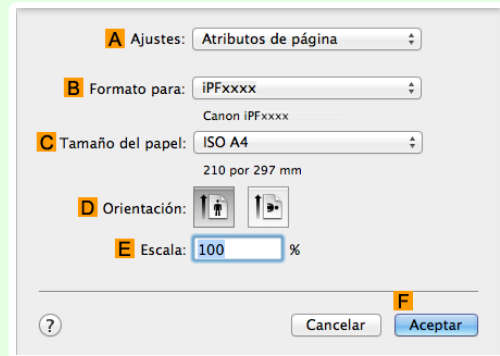 A Ajustes: Atributos de página
B Formato para: iPFxxxx
Canon iPFxxxx
C Tamaño del papel: ISO A4
210 por 297 mm
D Orientación:
E Escala: 100 %
F
? Cancelar Aceptar